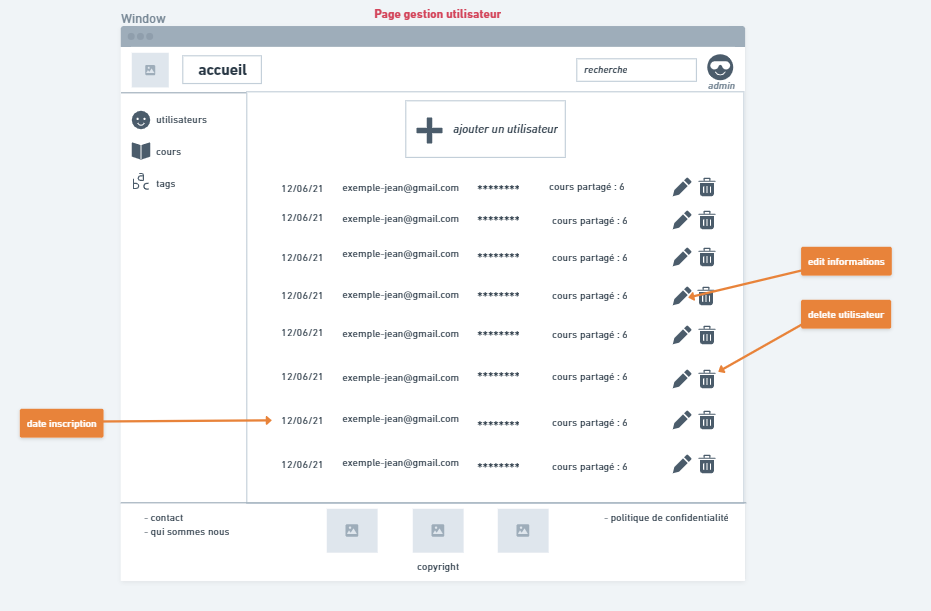 Page gestion utilisateur
Window
accueil
recherche
admin
utilisateurs
cours
a
b c
tags
ajouter un utilisateur
12/06/21 exemple-jean@gmail.com ******** cours partagé : 6
12/06/21 exemple-jean@gmail.com ******** cours partagé : 6
12/06/21 exemple-jean@gmail.com ******** cours partagé : 6
12/06/21 exemple-jean@gmail.com ******** cours partagé : 6
12/06/21 exemple-jean@gmail.com ******** cours partagé : 6
12/06/21 exemple-jean@gmail.com ******** cours partagé : 6
12/06/21 exemple-jean@gmail.com ******** cours partagé : 6
12/06/21 exemple-jean@gmail.com ******** cours partagé : 6
edit informations
delete utilisateur
date inscription
- contact
- qui sommes nous
- politique de confidentialité
copyright